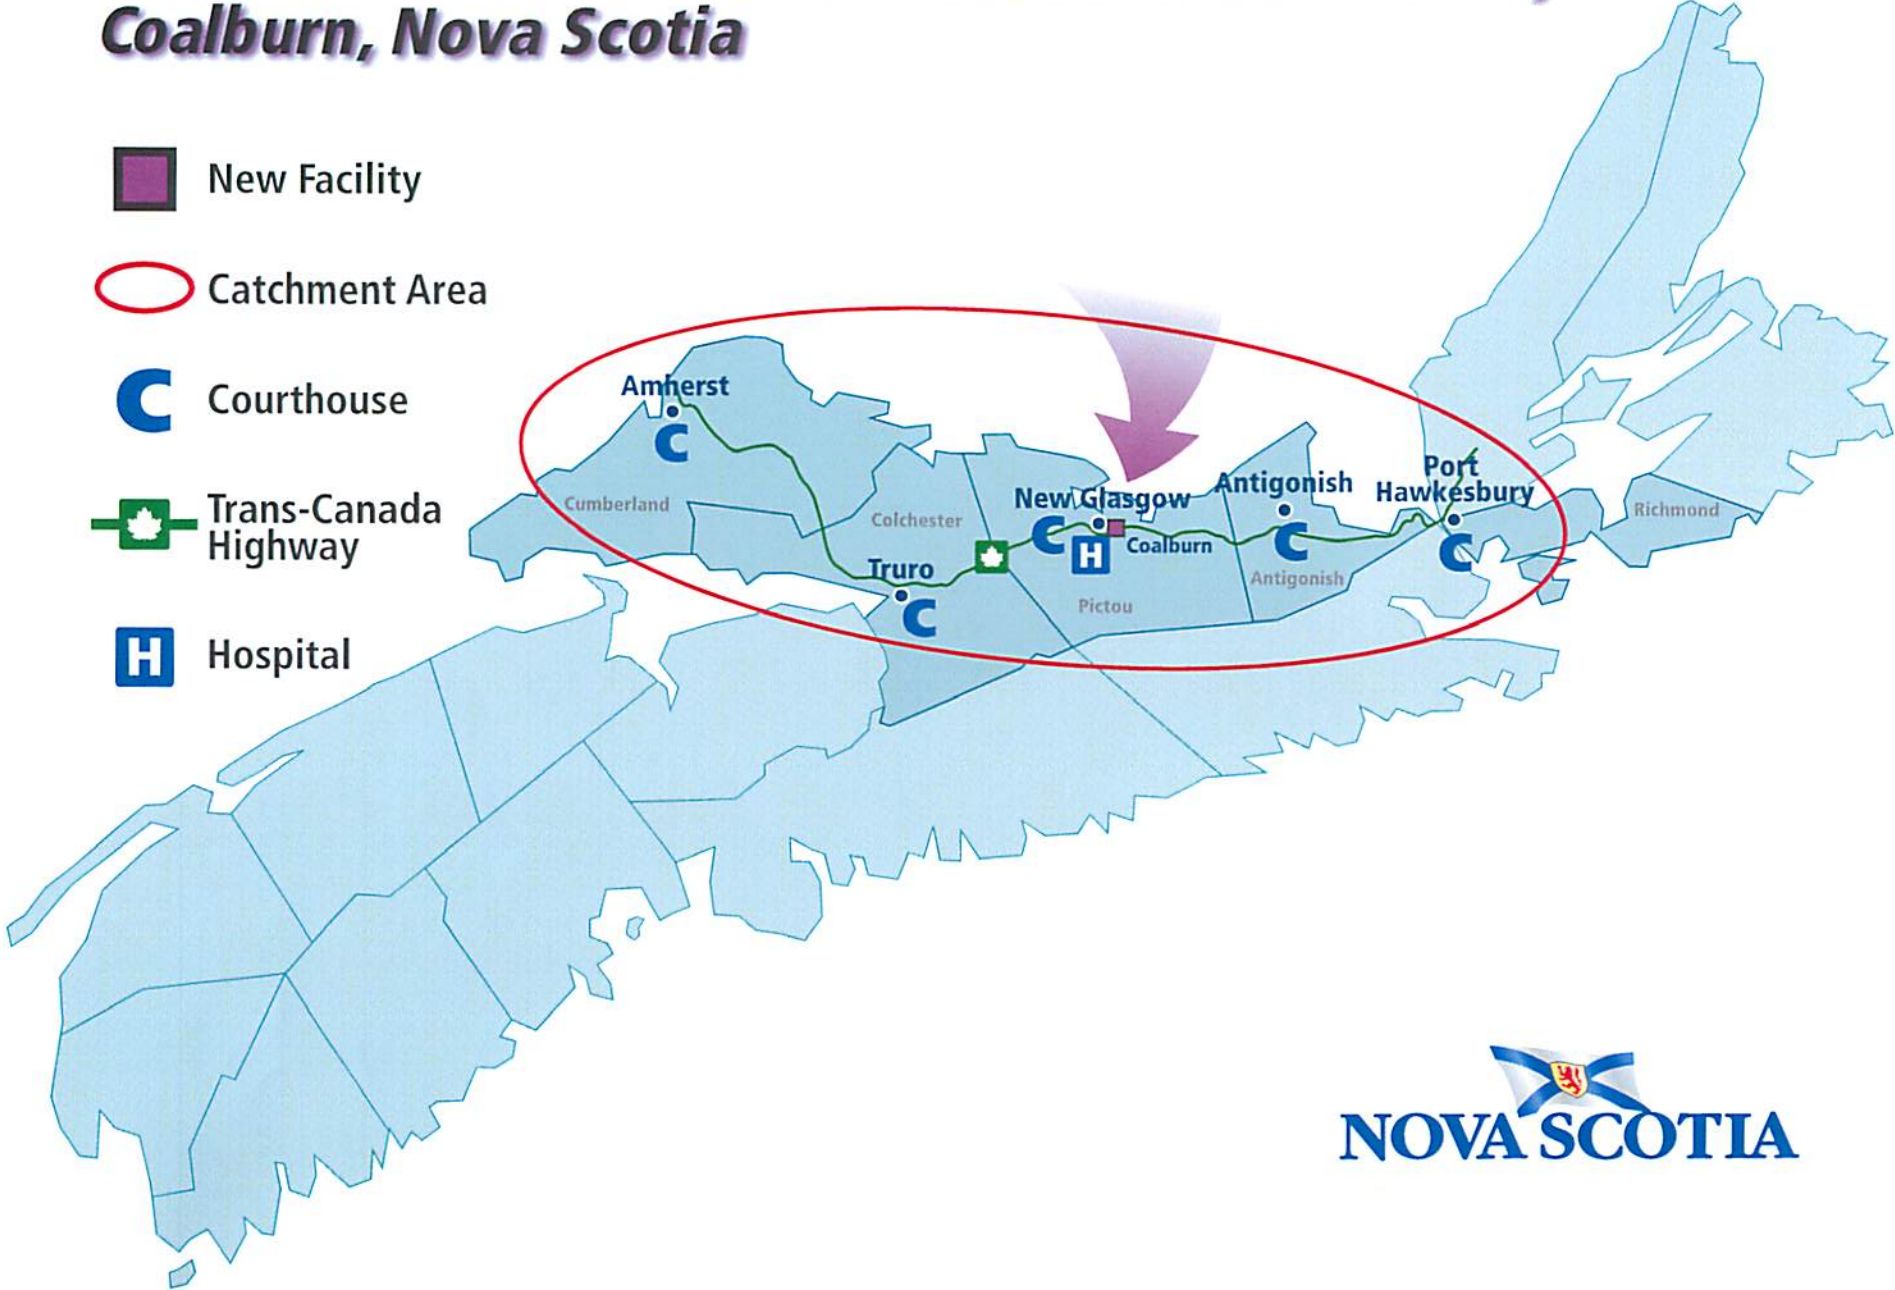 Coalburn, Nova Scotia
New Facility
Catchment Area
C Courthouse
Trans-Canada
Highway
H Hospital
Amherst
C
Cumberland
Colchester
Truro
C
New Glasgow
C
H
Coalburn
Pictou
Antigonish
C
Antigonish
Port
Hawkesbury
C
Richmond
NOVA SCOTIA